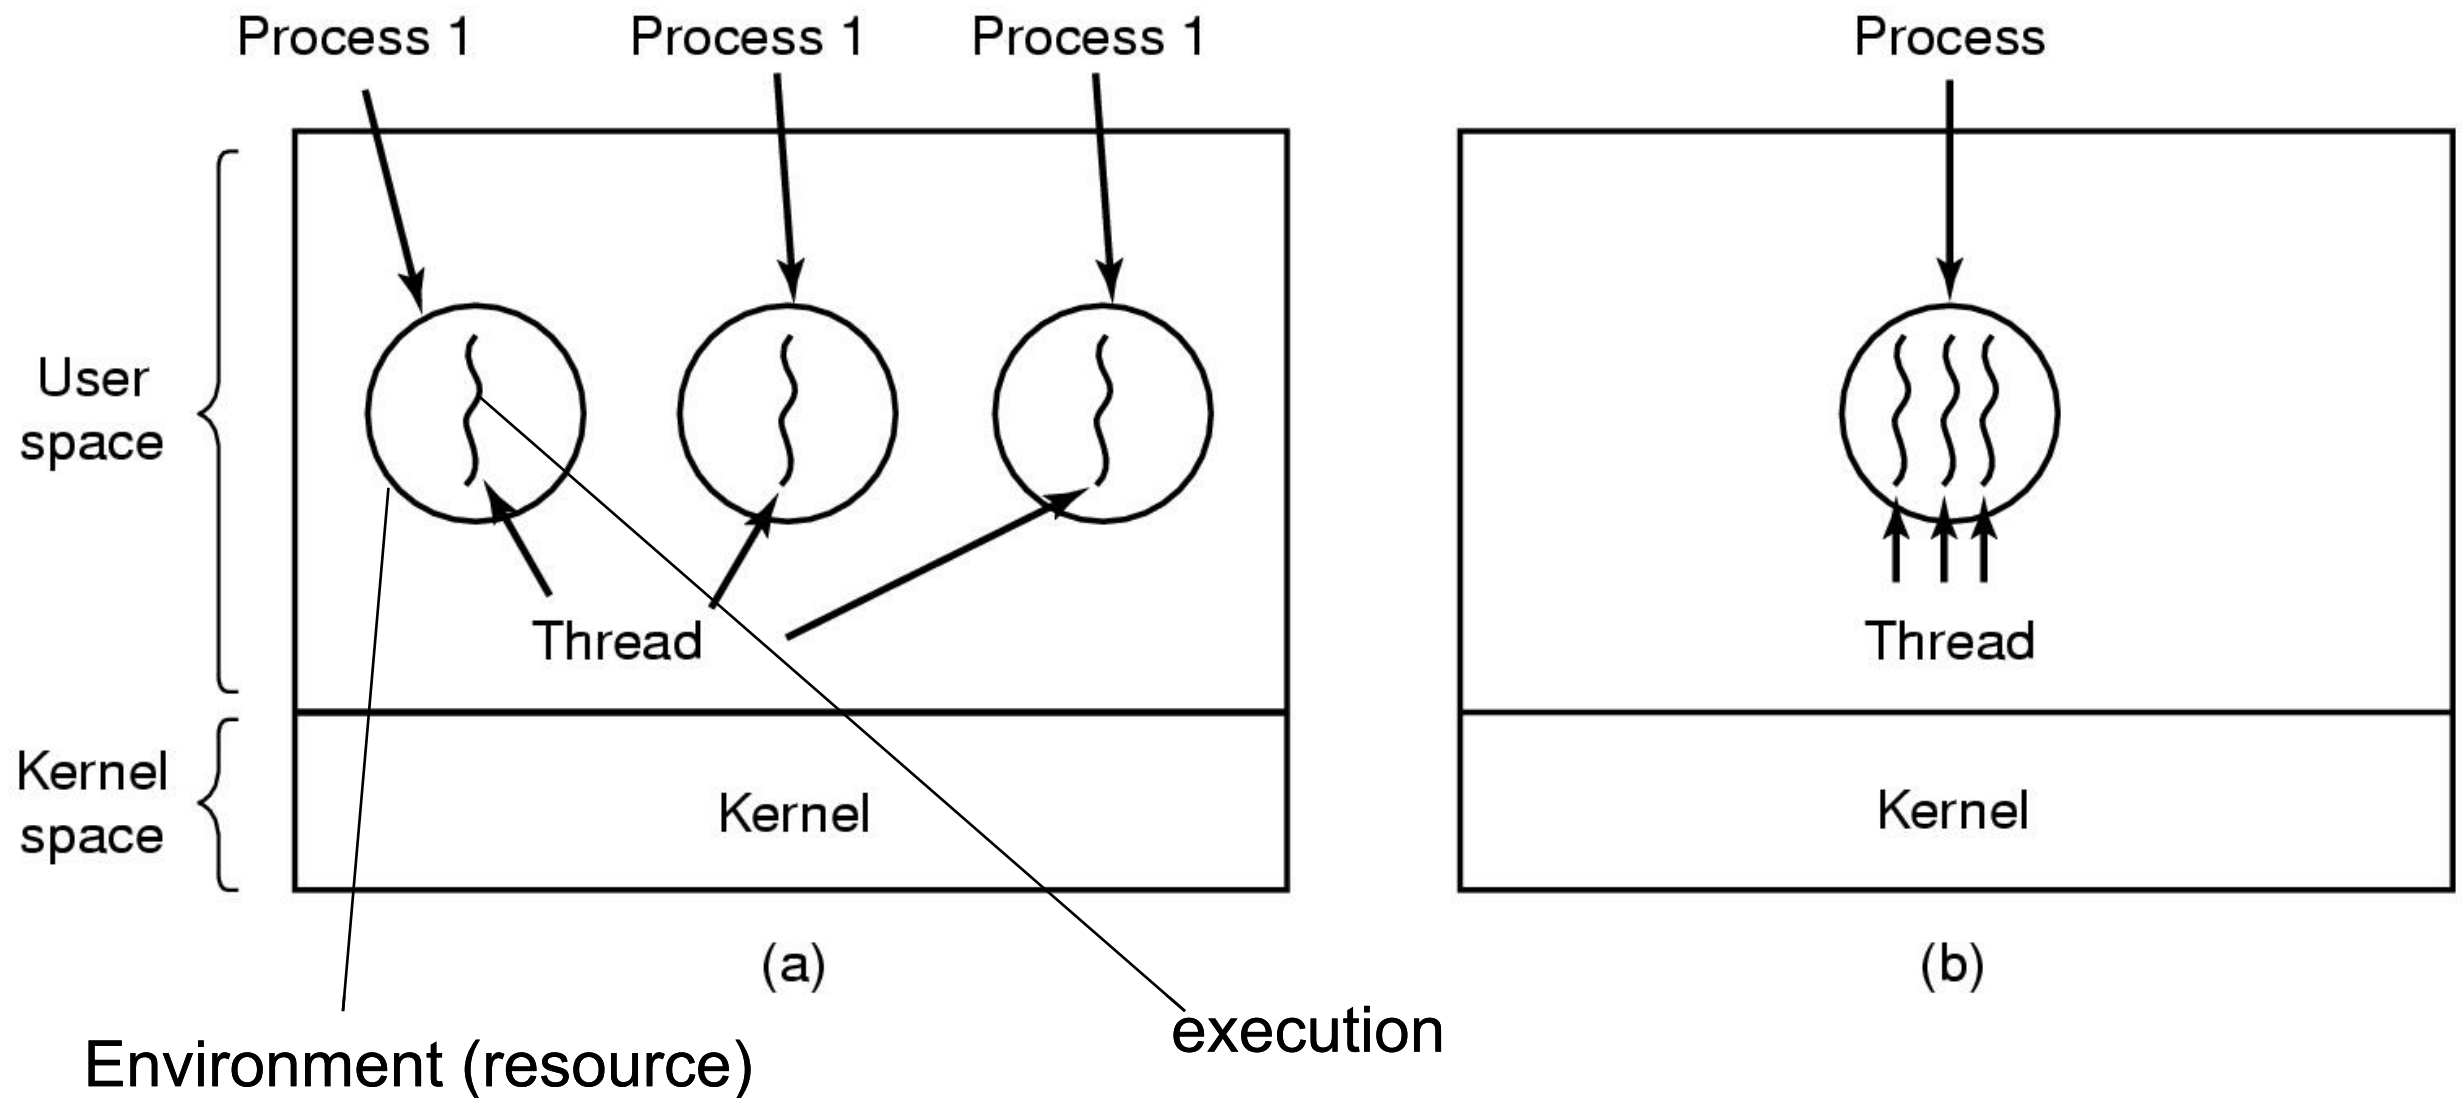 Process 1
Process 1
Process 1
Process
User
space
Thread
Thread
Kernel
space
Kernel
Kernel
(a)
(b)
Environment (resource)
execution